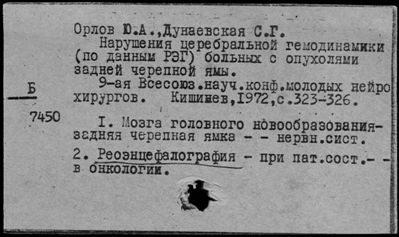 Орлов Ю.А.,Дунаевская С.Г.
Нарушения церебральной гемодинамики
(по данным РЭГ) больных с опухолями
задней черепной ямы.
9-ая Всесоюз.науч.конф.молодых нейро
хирургов. Кишинев,I972,с.323-326.
Б
7450
I. Мозга головного новообразования-
задняя черепная ямка - - нервн.сист.
2. Реоэнцефалография - при пат.сост.- -
в онкологии.